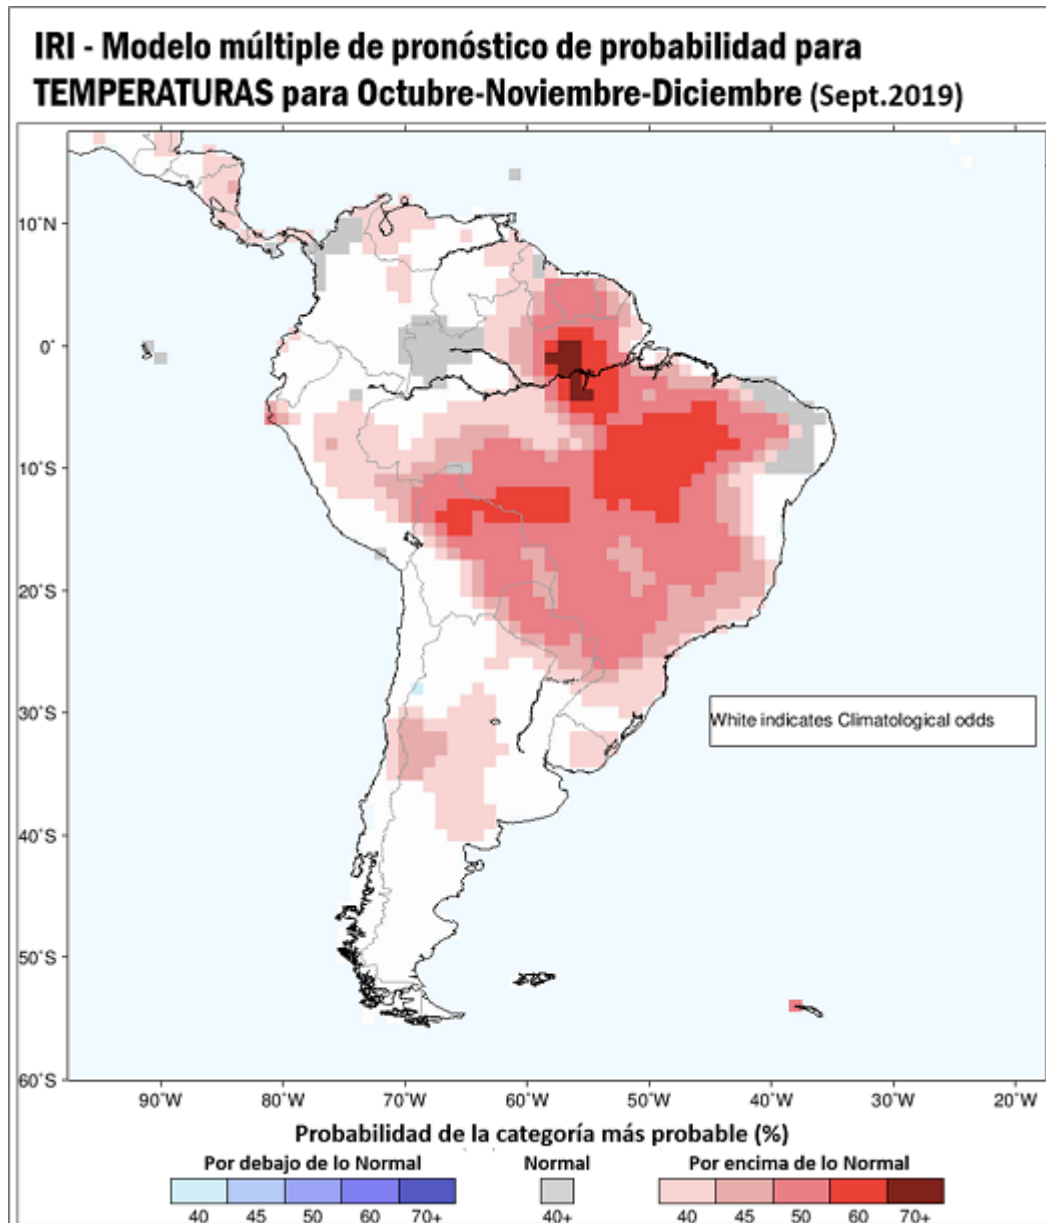 IRI - Modelo múltiple de pronóstico de probabilidad para
TEMPERATURAS para Octubre-Noviembre-Diciembre (Sept.2019)
10˚N
0˚
10˚S
20˚S
30˚S
White indicates Climatological odds
40˚S
50˚S
60˚S
90˚W 80˚W 70˚W 60˚W 50˚W 40˚W 30˚W 20˚W
Probabilidad de la categoría más probable (%)
Por debajo de lo Normal Normal Por encima de lo Normal
40 45 50 60 70+ 40+ 40 45 50 60 70+